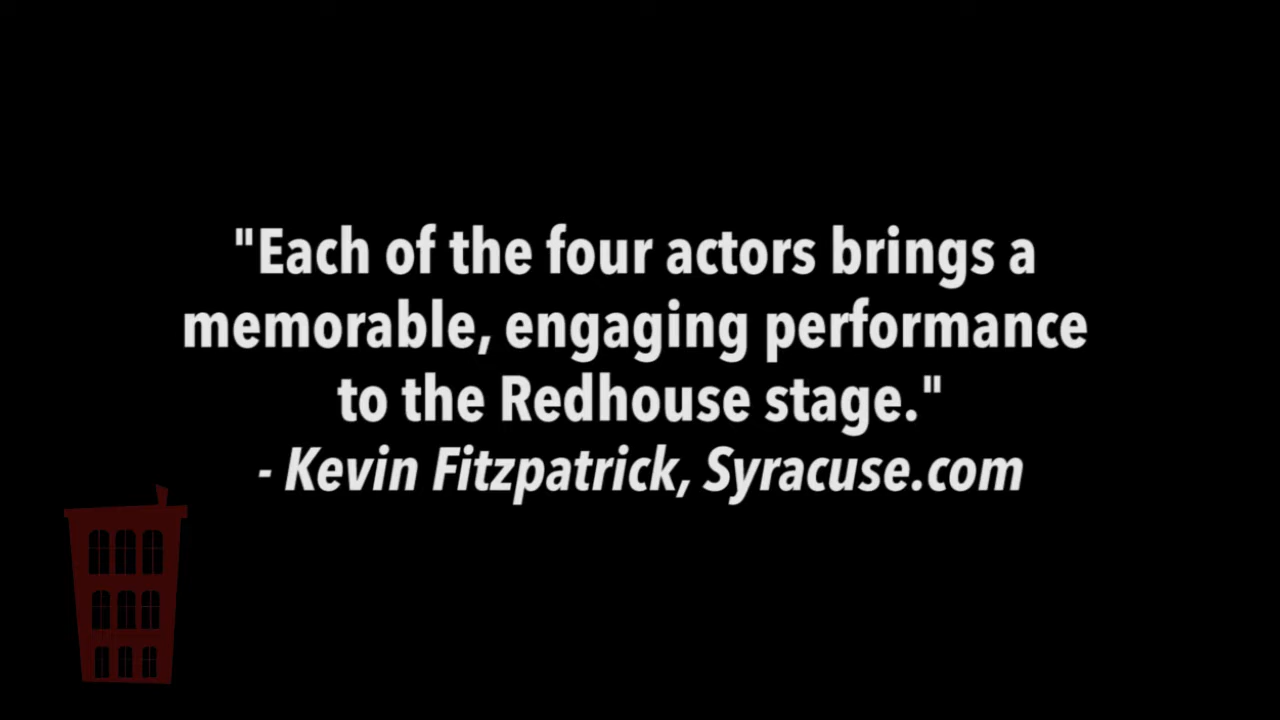 "Each of the four actors brings a
memorable, engaging performance
to the Redhouse stage."
- Kevin Fitzpatrick, Syracuse.com